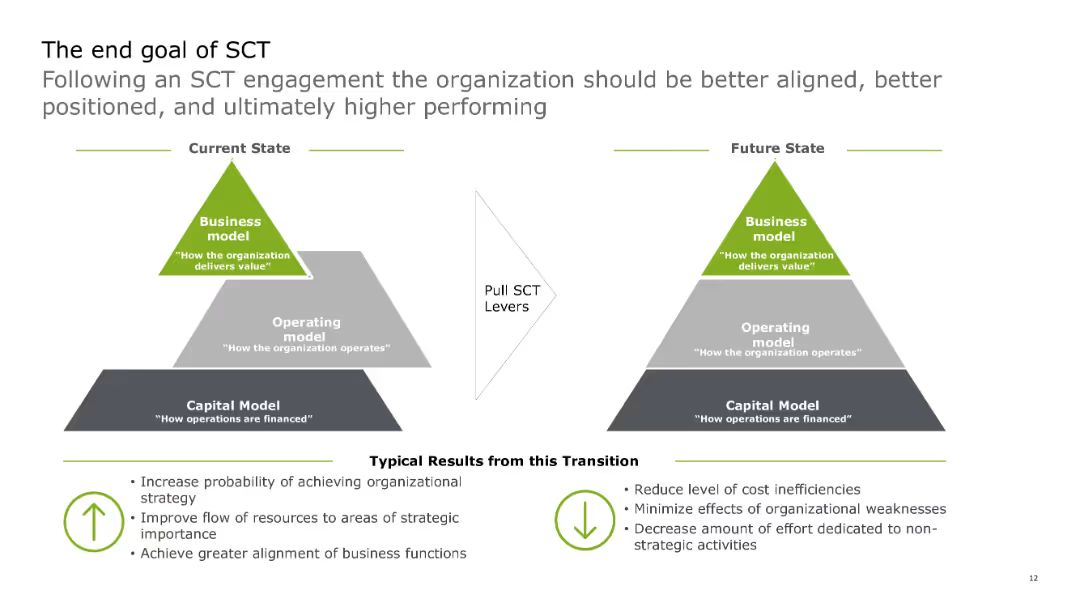 The end goal of SCT
Following an SCT engagement the organization should be better aligned, better
positioned, and ultimately higher performing
Current State
Business
model
"How the organization
delivers value"
Operating
model
"How the organization operates"
Capital Model
"How operations are financed"
Pull SCT
Levers
Future State
Business
model
"How the organization
delivers value"
Operating
model
"How the organization operates"
Capital Model
"How operations are financed"
Typical Results from this Transition
• Increase probability of achieving organizational
strategy
• Improve flow of resources to areas of strategic
importance
• Achieve greater alignment of business functions
• Reduce level of cost inefficiencies
• Minimize effects of organizational weaknesses
• Decrease amount of effort dedicated to non-
strategic activities
12